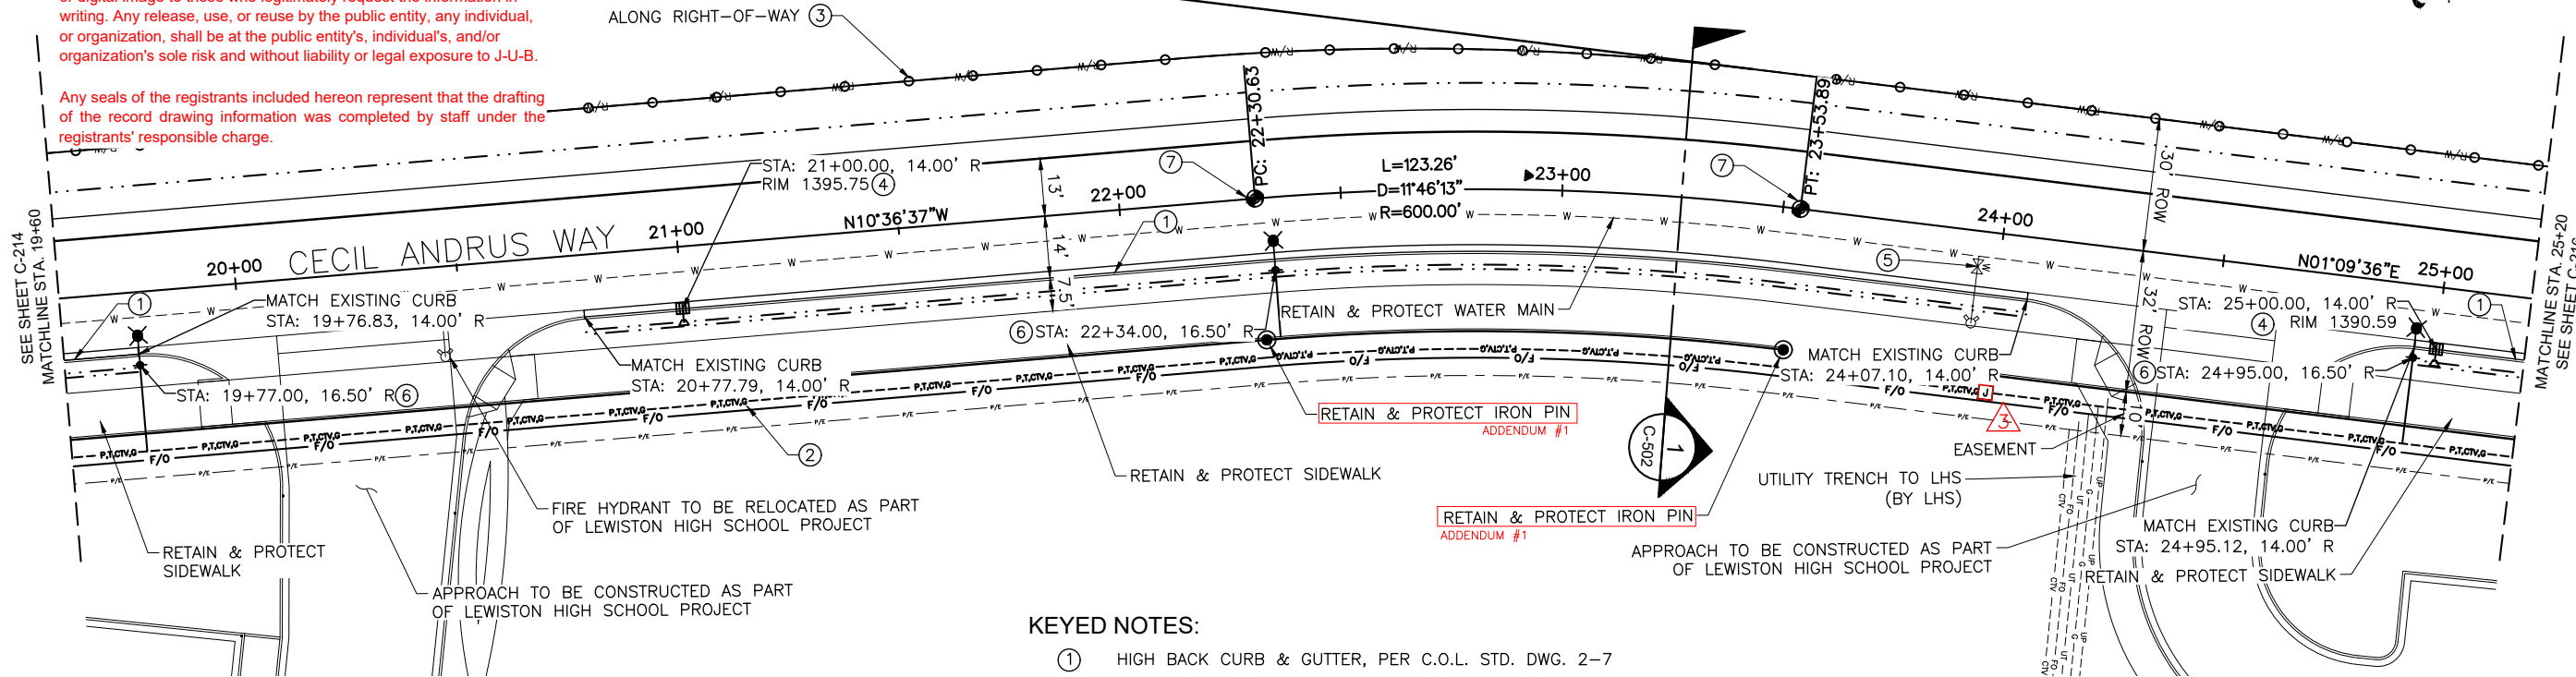 writing. Any release, use, or reuse by the public entity, any individual,
or organization, shall be at the public entity's, individual's, and/or
organization's sole risk and without liability or legal exposure to J-U-B.
Any seals of the registrants included hereon represent that the drafting
of the record drawing information was completed by staff under the
registrants' responsible charge.
ALONG RIGHT-OF-WAY 3
SEE SHEET C-214
MATCHLINE STA. 19+60
STA: 21+00.00, 14.00' R
RIM 1395.75 4
13'
14'
7.5'
7
PC: 22+30.63
L=123.26'
D=11°46'13"
R=600.00'
7
PT: 23+53.89
30' ROW
32' ROW
20+00
CECIL ANDRUS WAY
21+00
N10°36'37"W
22+00
23+00
24+00
N01°09'36"E
25+00
1
1
1
MATCH EXISTING CURB
STA: 19+76.83, 14.00' R
STA: 19+77.00, 16.50' R 6
MATCH EXISTING CURB
STA: 20+77.79, 14.00' R
6 STA: 22+34.00, 16.50' R
RETAIN & PROTECT WATER MAIN
5
MATCH EXISTING CURB
STA: 24+07.10, 14.00' R
STA: 25+00.00, 14.00' R
4 RIM 1390.59
6 STA: 24+95.00, 16.50' R
MATCHLINE STA. 25+20
P,T,CTV,G
F/O
P/E
W
R/W
J
3
2
RETAIN & PROTECT IRON PIN
ADDENDUM #1
RETAIN & PROTECT SIDEWALK
RETAIN & PROTECT IRON PIN
ADDENDUM #1
1
C-502
EASEMENT
UTILITY TRENCH TO LHS
(BY LHS)
FIRE HYDRANT TO BE RELOCATED AS PART
OF LEWISTON HIGH SCHOOL PROJECT
RETAIN & PROTECT
SIDEWALK
APPROACH TO BE CONSTRUCTED AS PART
OF LEWISTON HIGH SCHOOL PROJECT
APPROACH TO BE CONSTRUCTED AS PART
OF LEWISTON HIGH SCHOOL PROJECT
MATCH EXISTING CURB
STA: 24+95.12, 14.00' R
RETAIN & PROTECT SIDEWALK
UP
G
UT
FO
CTV
KEYED NOTES:
1 HIGH BACK CURB & GUTTER, PER C.O.L. STD. DWG. 2-7